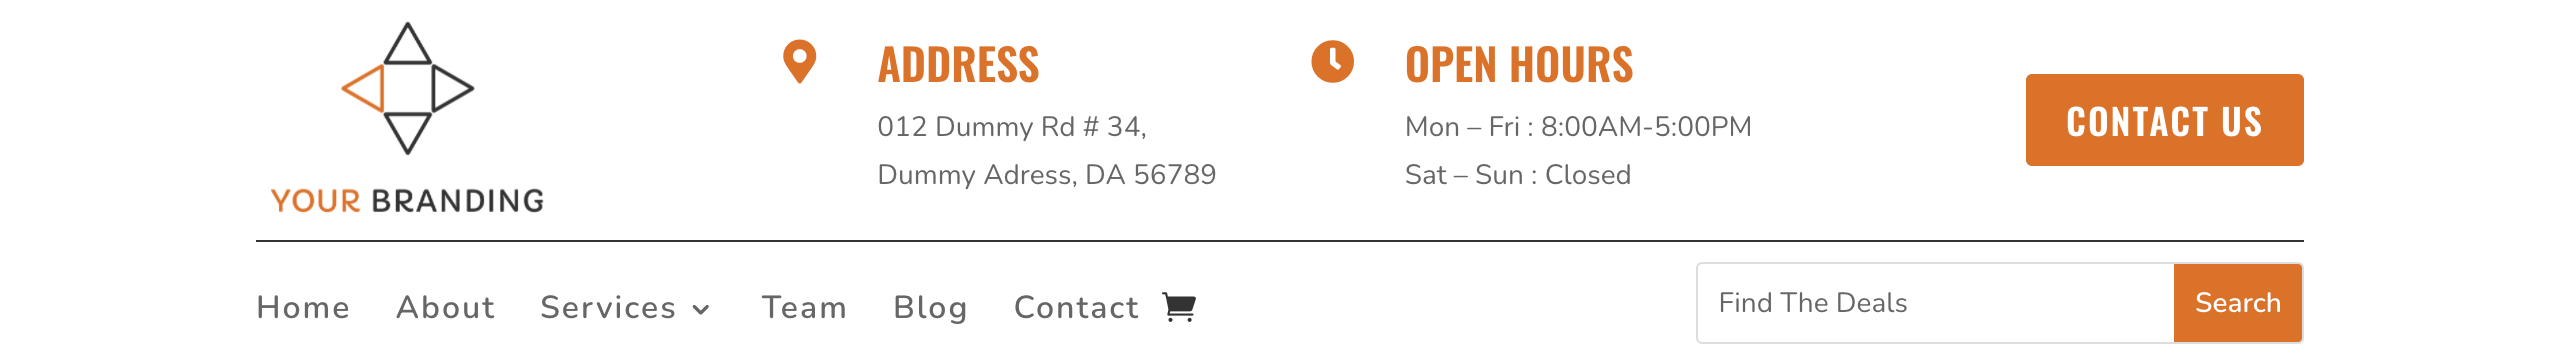 YOUR BRANDING
ADDRESS
012 Dummy Rd # 34,
Dummy Adress, DA 56789
OPEN HOURS
Mon – Fri : 8:00AM-5:00PM
Sat – Sun : Closed
CONTACT US
Home About Services Team Blog Contact
Find The Deals Search